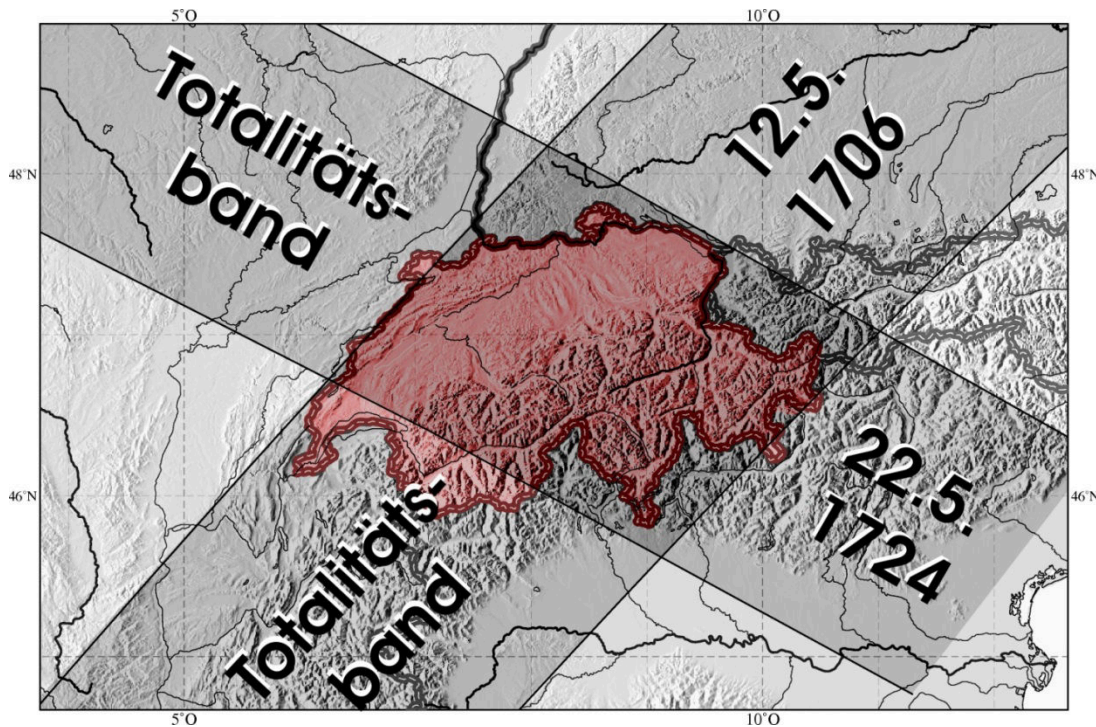 5°O
10°O
Totalitäts-
band
12.5.
1706
48°N
48°N
46°N
46°N
22.5.
1724
Totalitäts-
band
5°O
10°O